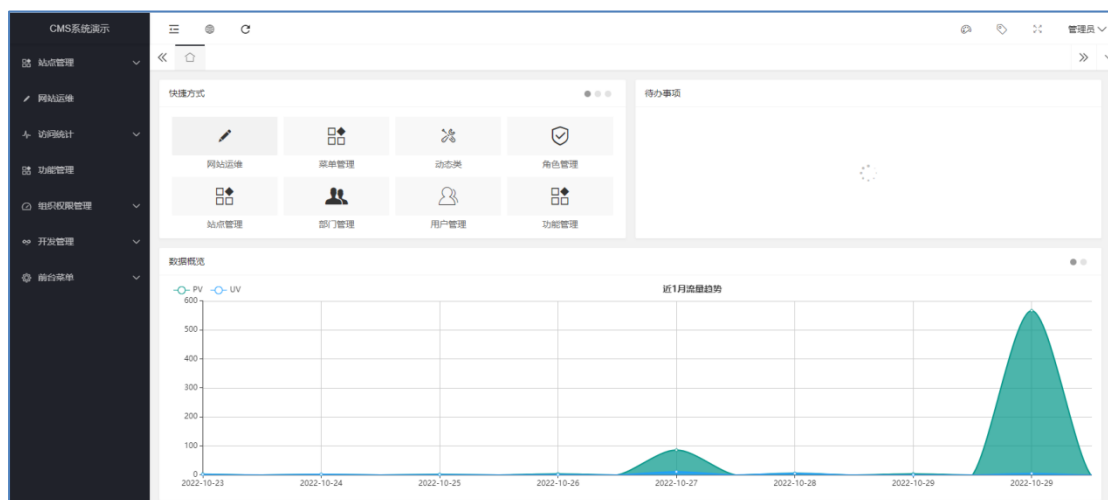 CMS系统演示
管理员
站点管理
网站运维
访问统计
功能管理
组织权限管理
开发管理
前台菜单
快捷方式
网站运维
菜单管理
动态类
角色管理
站点管理
部门管理
用户管理
功能管理
待办事项
数据概览
PV UV
近1月流量趋势
600
500
400
300
200
100
0
2022-10-23 2022-10-24 2022-10-25 2022-10-26 2022-10-27 2022-10-28 2022-10-29 2022-10-29